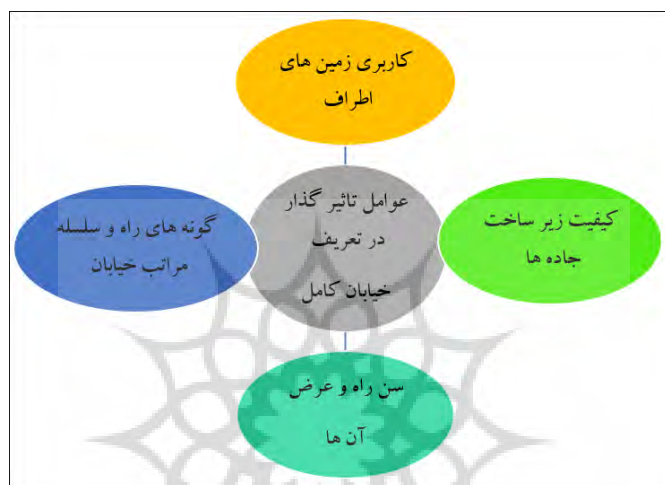 کاربری زمین های
اطراف
کیفیت زیر ساخت
جاده ها
عوامل تاثیر گذار
در تعریف
خیابان کامل
گونه های راه و سلسله
مراتب خیابان
سن راه و عرض
آن ها